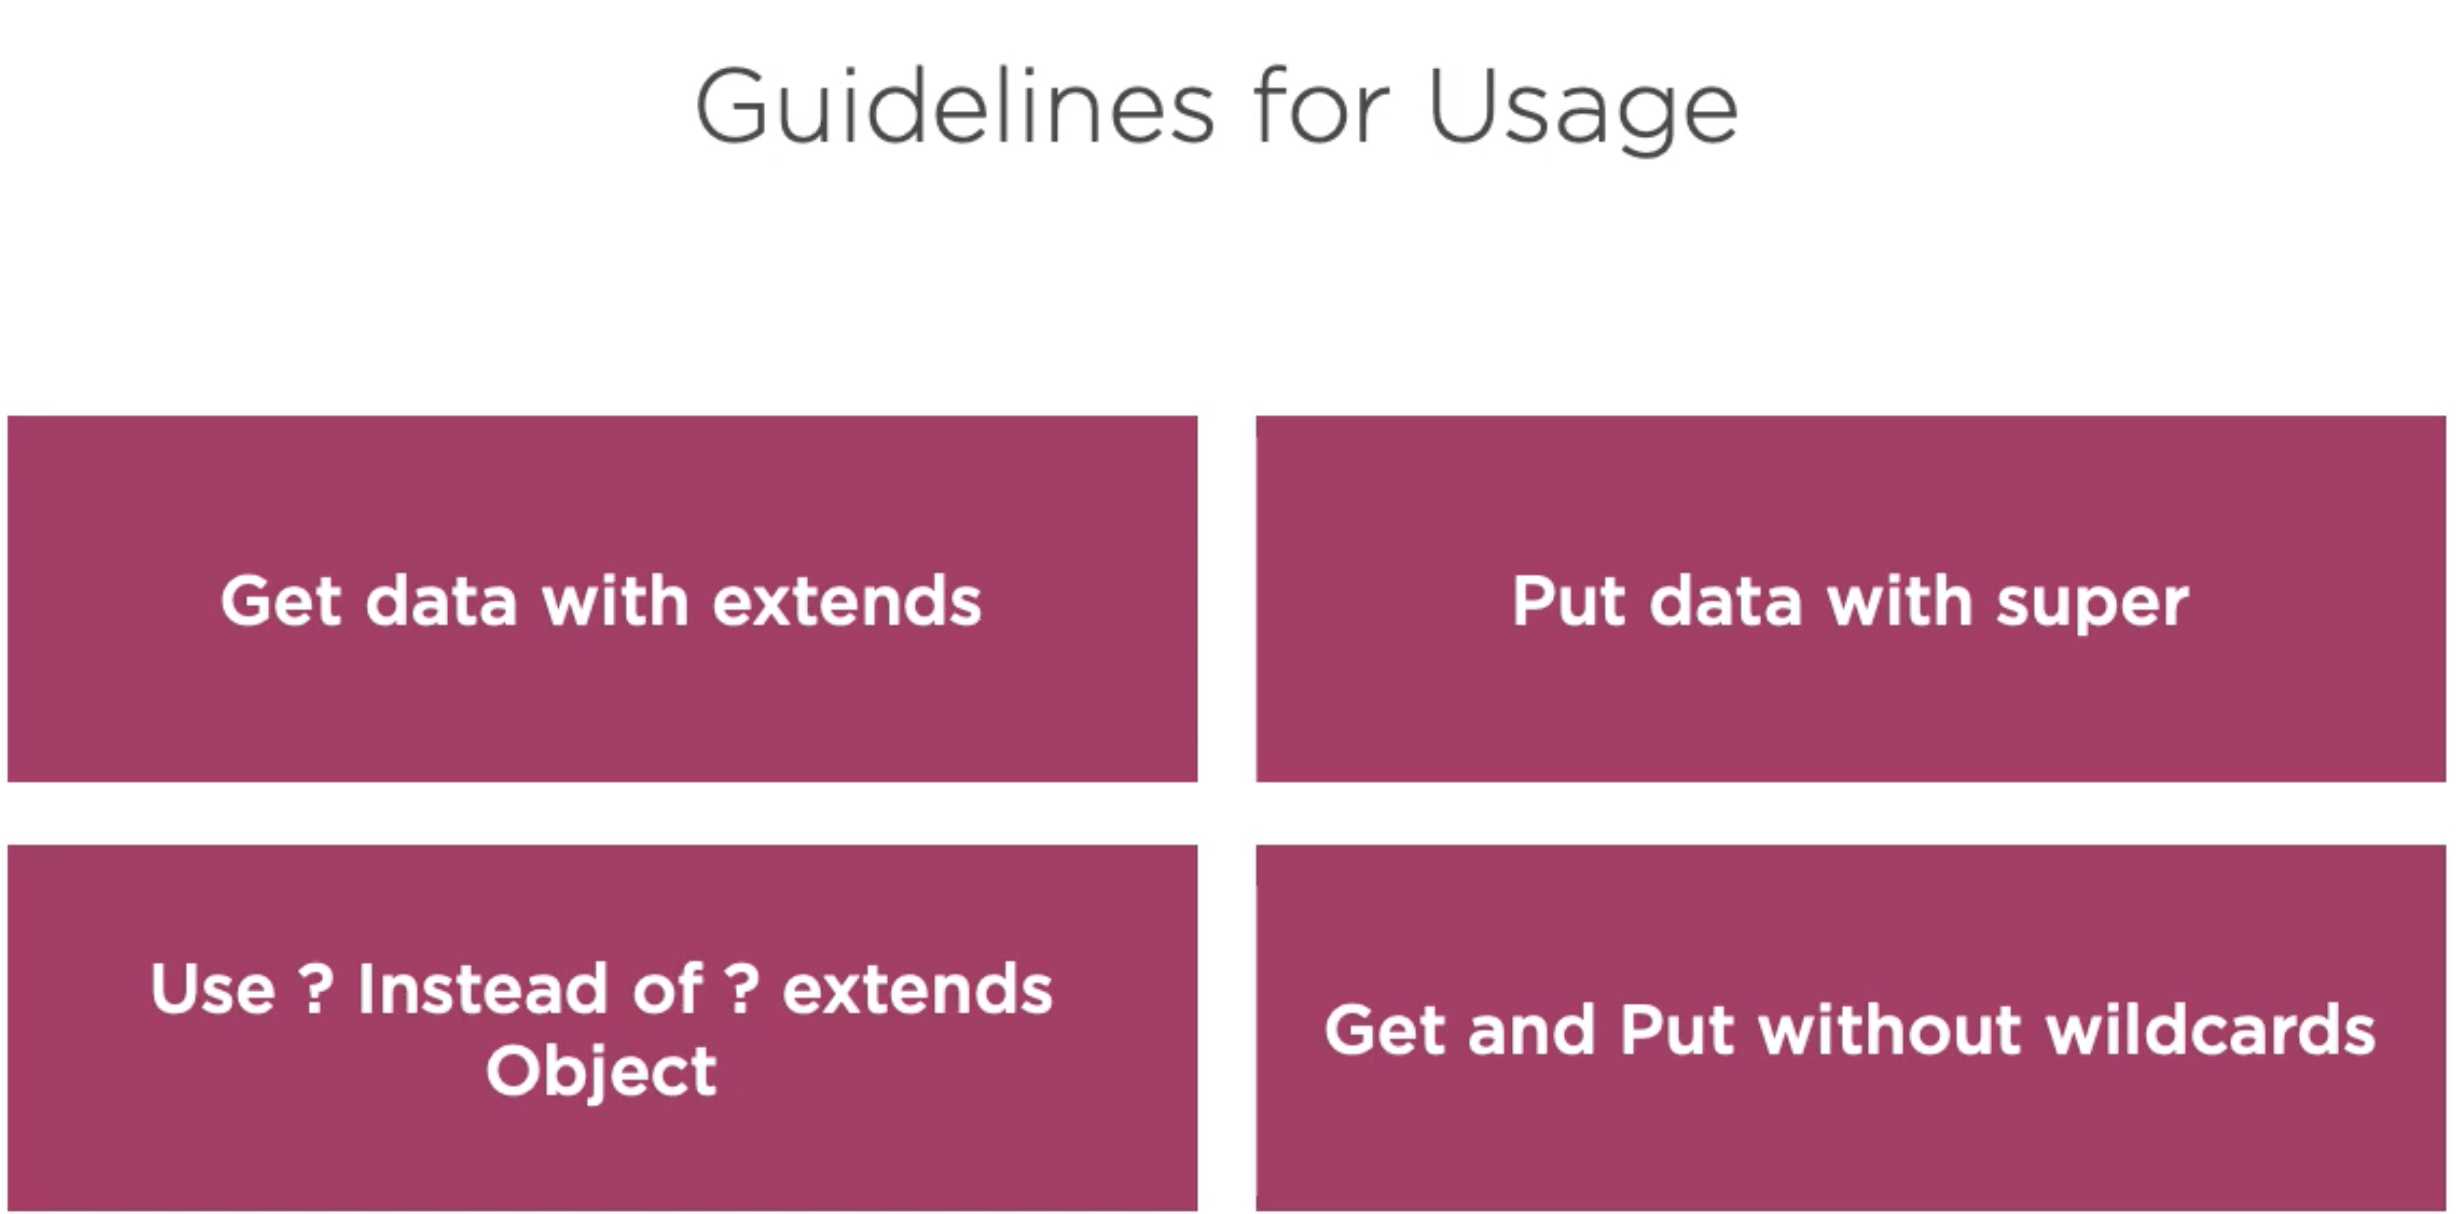 Guidelines for Usage
Get data with extends
Put data with super
Use ? Instead of ? extends
Object
Get and Put without wildcards